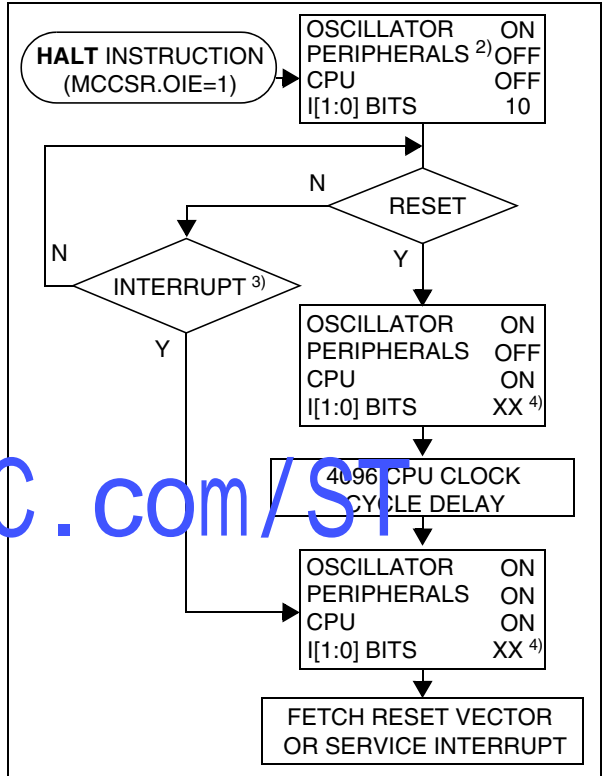 HALT INSTRUCTION
(MCCSR.OIE=1)
OSCILLATOR ON
PERIPHERALS 2) OFF
CPU OFF
I[1:0] BITS 10
N
RESET
N
Y
INTERRUPT 3)
Y
OSCILLATOR ON
PERIPHERALS OFF
CPU ON
I[1:0] BITS XX 4)
4096 CPU CLOCK
CYCLE DELAY
C.com/ST
OSCILLATOR ON
PERIPHERALS ON
CPU ON
I[1:0] BITS XX 4)
FETCH RESET VECTOR
OR SERVICE INTERRUPT